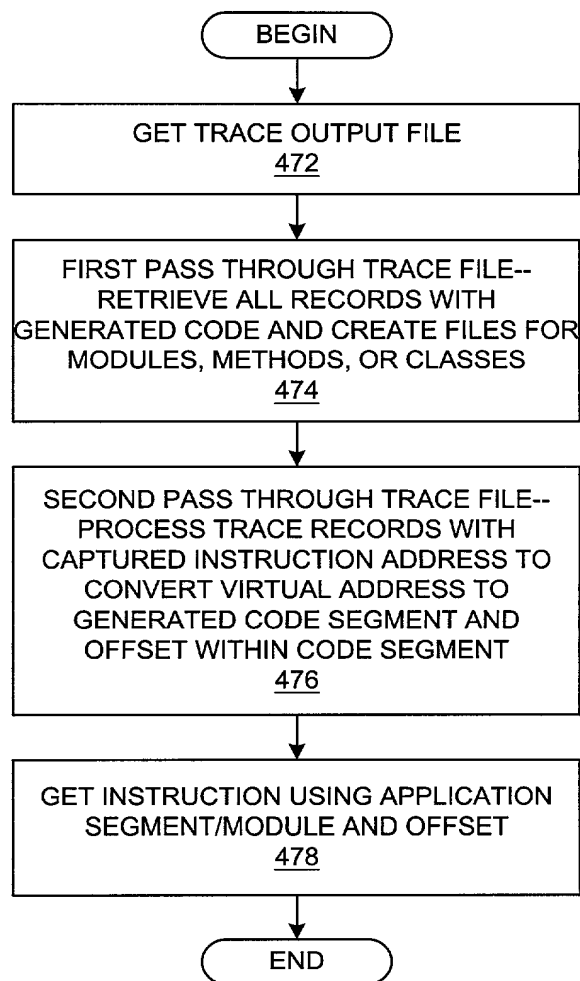 BEGIN
GET TRACE OUTPUT FILE
472
FIRST PASS THROUGH TRACE FILE--
RETRIEVE ALL RECORDS WITH
GENERATED CODE AND CREATE FILES FOR
MODULES, METHODS, OR CLASSES
474
SECOND PASS THROUGH TRACE FILE--
PROCESS TRACE RECORDS WITH
CAPTURED INSTRUCTION ADDRESS TO
CONVERT VIRTUAL ADDRESS TO
GENERATED CODE SEGMENT AND
OFFSET WITHIN CODE SEGMENT
476
GET INSTRUCTION USING APPLICATION
SEGMENT/MODULE AND OFFSET
478
END